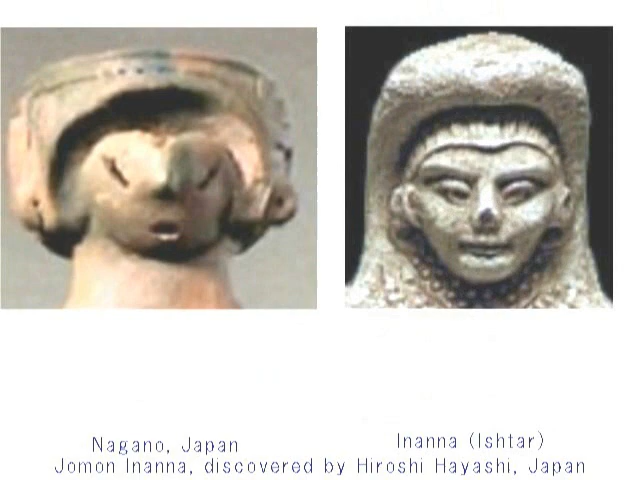 Nagano, Japan
Inanna (Ishtar)
Jomon Inanna, discovered by Hiroshi Hayashi, Japan